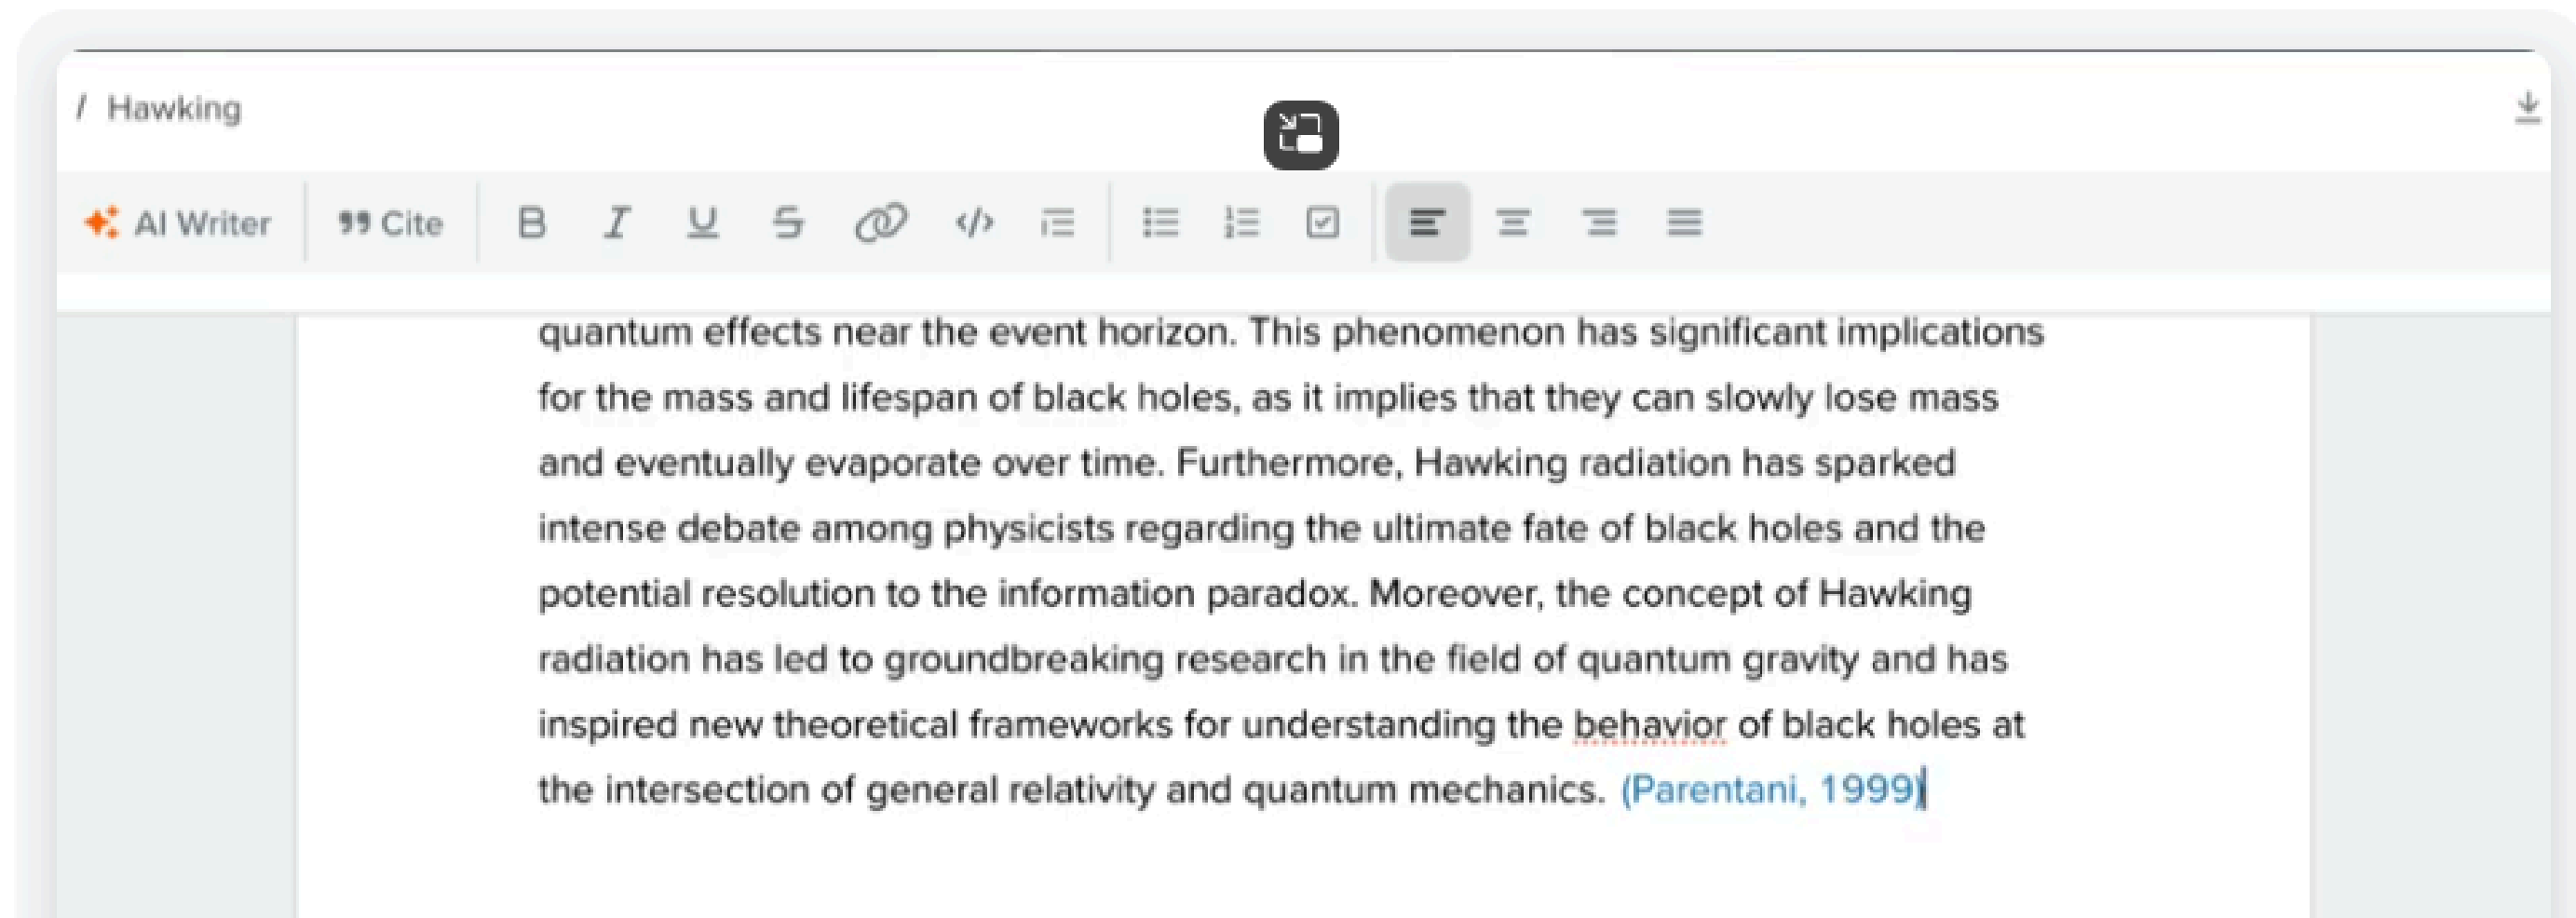 / Hawking
AI Writer Cite B I U S </>
quantum effects near the event horizon. This phenomenon has significant implications
for the mass and lifespan of black holes, as it implies that they can slowly lose mass
and eventually evaporate over time. Furthermore, Hawking radiation has sparked
intense debate among physicists regarding the ultimate fate of black holes and the
potential resolution to the information paradox. Moreover, the concept of Hawking
radiation has led to groundbreaking research in the field of quantum gravity and has
inspired new theoretical frameworks for understanding the behavior of black holes at
the intersection of general relativity and quantum mechanics. (Parentani, 1999)